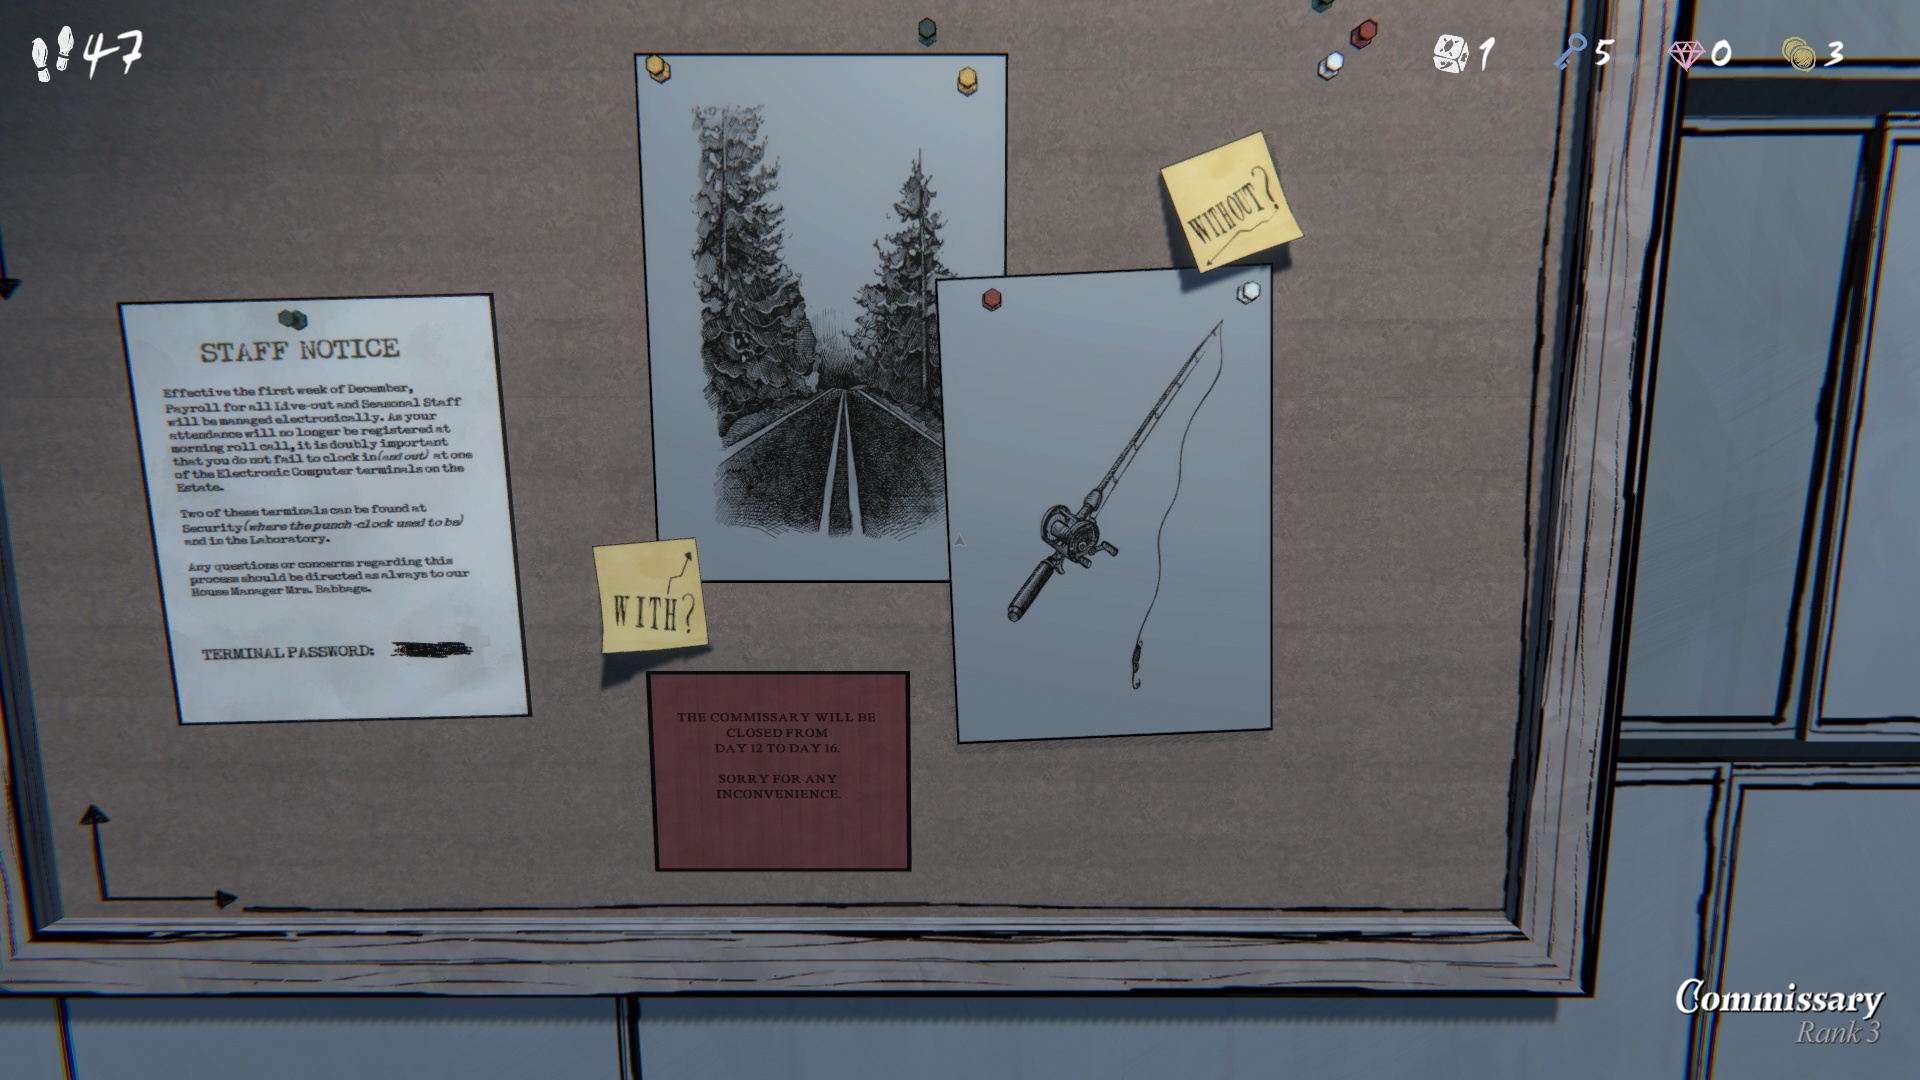 47
1
5
0
3
WITHOUT?
STAFF NOTICE
Effective the first week of December,
Payroll for all Live-out and Seasonal Staff
will be managed electronically. As your
attendance will no longer be registered at
morning roll call, it is doubly important
that you do not fail to clock in (and out) at one
of the Electronic Computer terminals on the
Estate.
Two of these terminals can be found at
Security (where the punch-clock used to be)
and in the Laboratory.
Any questions or concerns regarding this
process should be directed as always to our
House Manager Mrs. Babbage.
TERMINAL PASSWORD:
WITH?
THE COMMISSARY WILL BE
CLOSED FROM
DAY 12 TO DAY 16.
SORRY FOR ANY
INCONVENIENCE.
Commissary
Rank 3